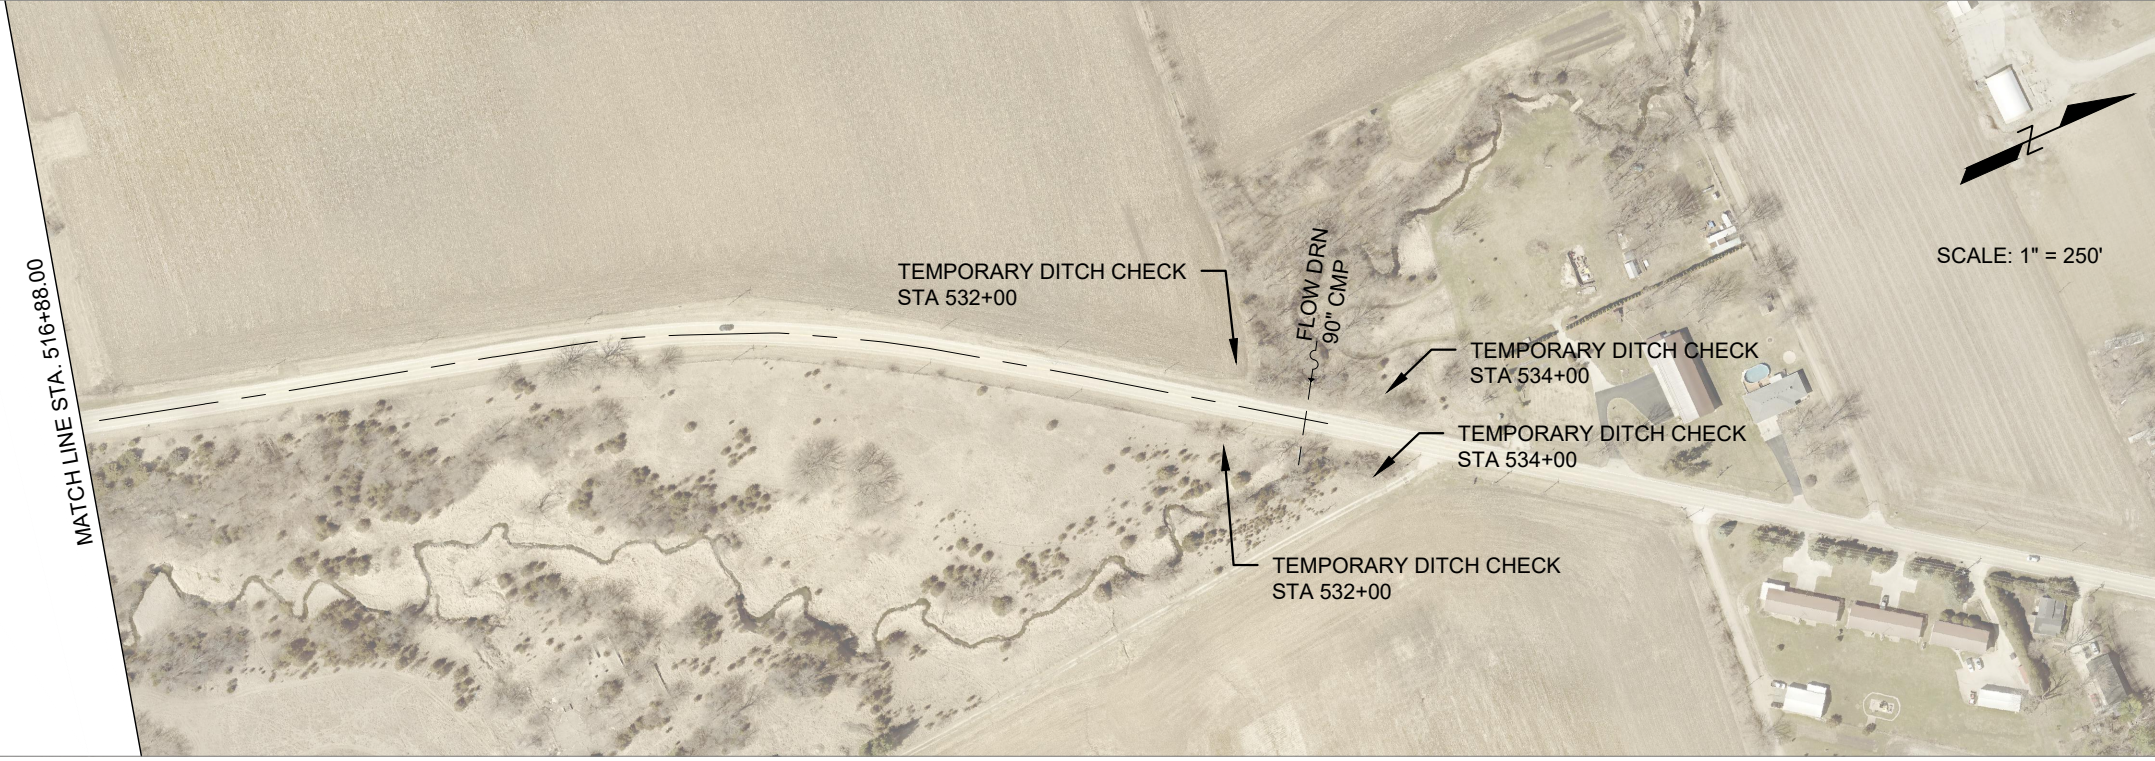 MATCH LINE STA. 516+88.00
TEMPORARY DITCH CHECK
STA 532+00
FLOW DRN
90" CMP
TEMPORARY DITCH CHECK
STA 534+00
TEMPORARY DITCH CHECK
STA 534+00
TEMPORARY DITCH CHECK
STA 532+00
Z
SCALE: 1" = 250'